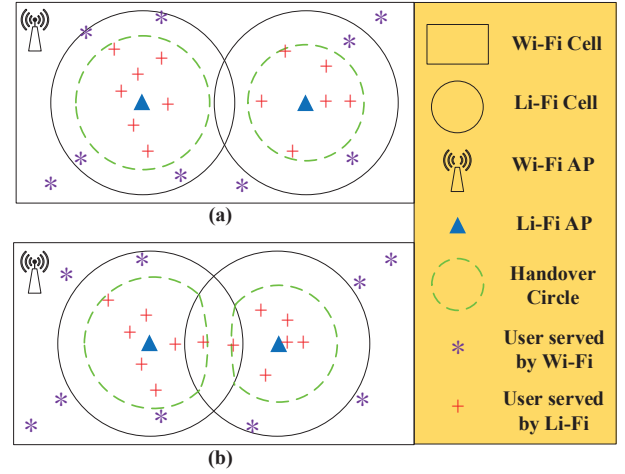 (a)
(b)
Wi-Fi Cell
Li-Fi Cell
Wi-Fi AP
Li-Fi AP
Handover
Circle
User served
by Wi-Fi
User served
by Li-Fi